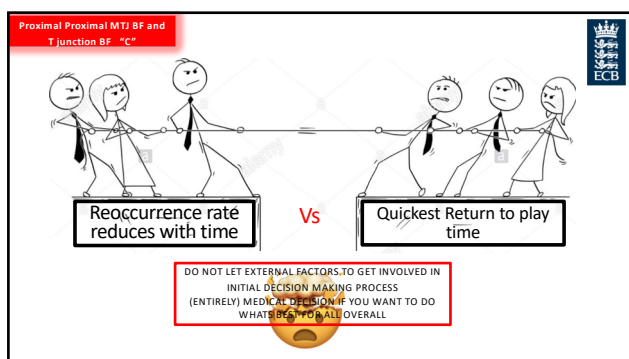 Proximal Proximal MTJ BF and
T junction BF “C”
ECB
Reoccurrence rate
reduces with time
Vs
Quickest Return to play
time
DO NOT LET EXTERNAL FACTORS TO GET INVOLVED IN
INITIAL DECISION MAKING PROCESS
(ENTIRELY) MEDICAL DECISION IF YOU WANT TO DO
WHATS BEST FOR ALL OVERALL